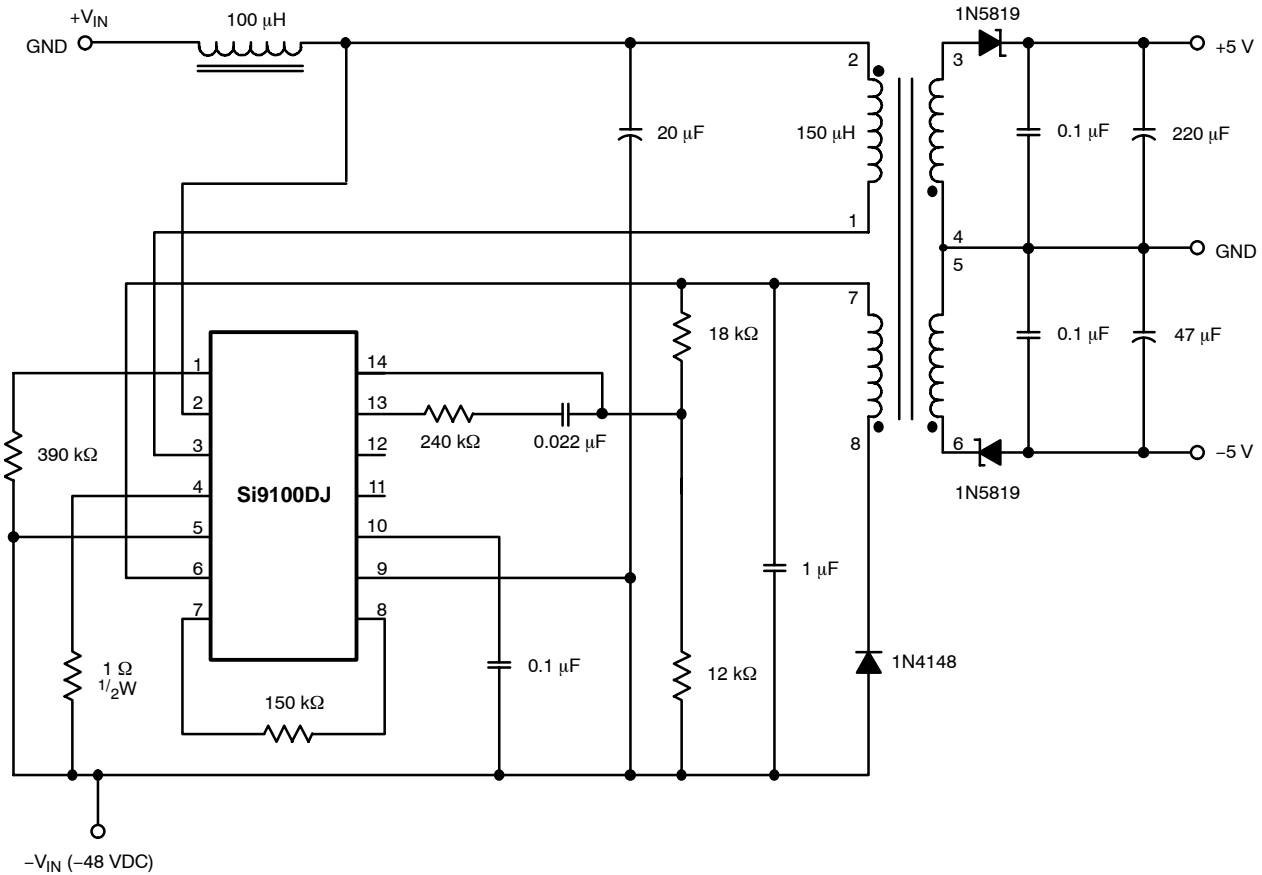 +VIN
GND
100 μH
2
150 μH
1
20 μF
3
1N5819
+5 V
0.1 μF
220 μF
4
GND
5
0.1 μF
47 μF
6
−5 V
1N5819
7
8
18 kΩ
1
14
2
13
3
12
4
11
5
10
6
9
7
8
Si9100DJ
390 kΩ
240 kΩ
0.022 μF
1 μF
1 Ω
1/2W
150 kΩ
0.1 μF
12 kΩ
1N4148
−VIN (−48 VDC)